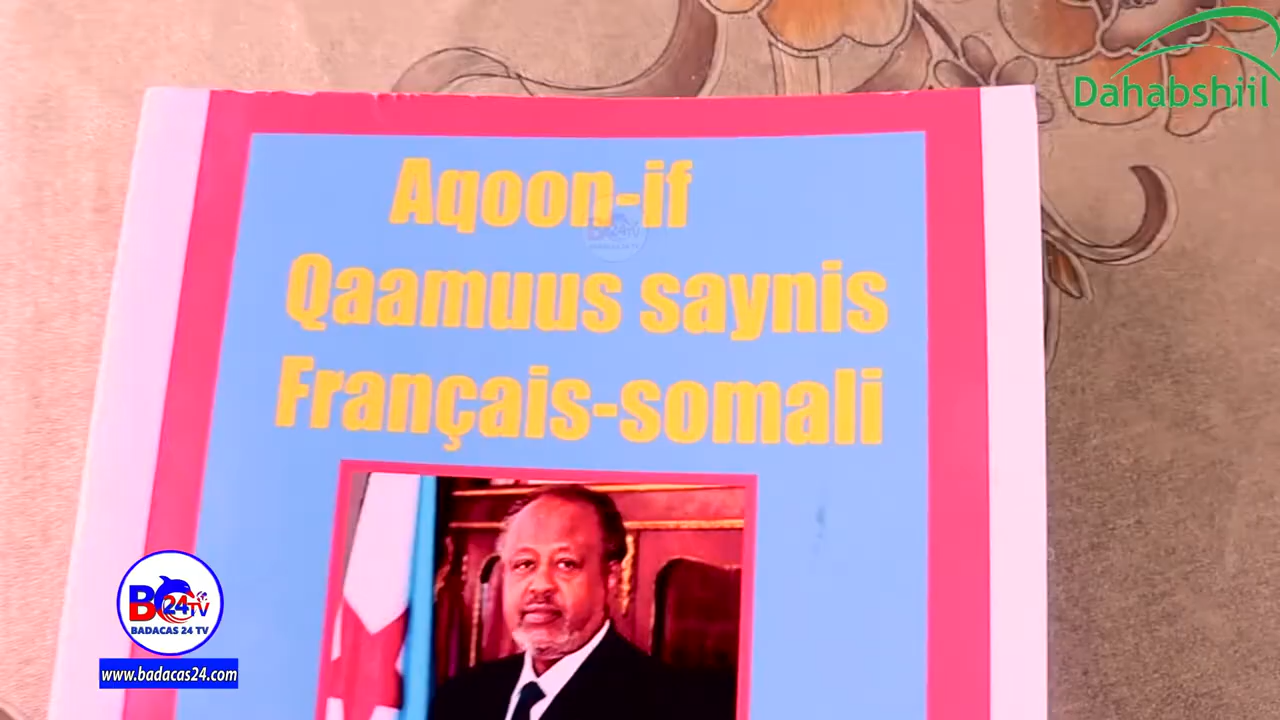 Dahabshiil
Aqoon-if
Qaamuus saynis
Français-somali
24TV
BADACAS 24 TV
www.badacas24.com